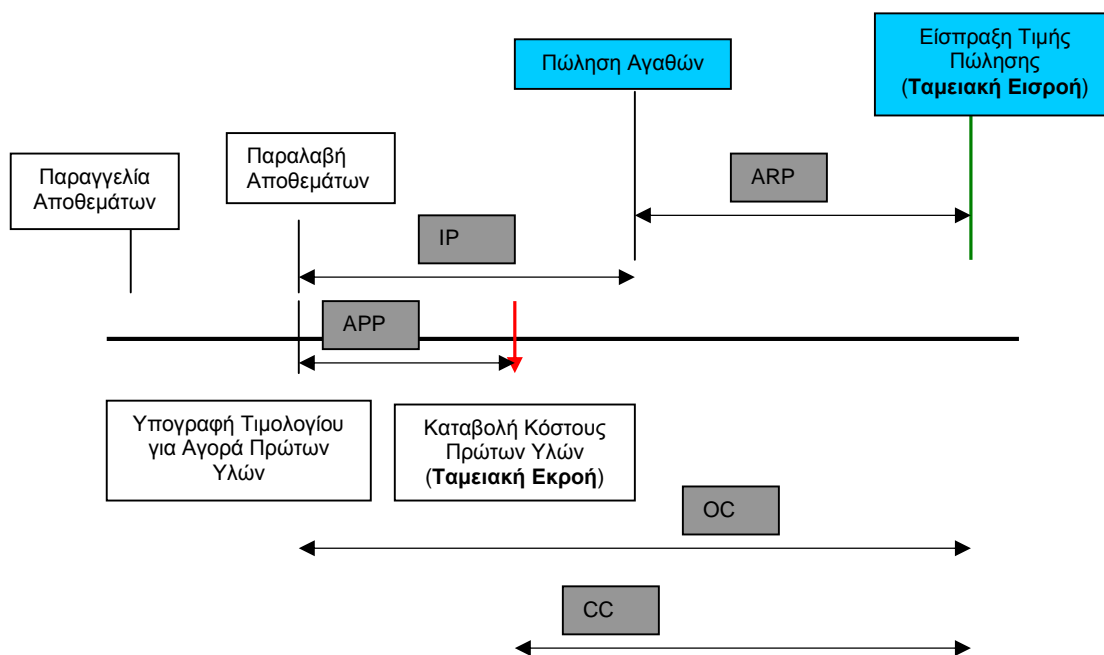 Είσπραξη Τιμής
Πώλησης
(Ταμειακή Εισροή)
Πώληση Αγαθών
Παραλαβή
Αποθεμάτων
Παραγγελία
Αποθεμάτων
ARP
IP
APP
Υπογραφή Τιμολογίου
για Αγορά Πρώτων
Υλών
Καταβολή Κόστους
Πρώτων Υλών
(Ταμειακή Εκροή)
OC
CC